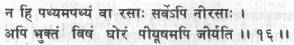 न हि पथ्यमपथ्यं वा रसाः सर्वेऽपि नीरसाः ।
अपि भुक्तं विषं घोरं पीयूषमपि जीर्यति ।। १६ ।।